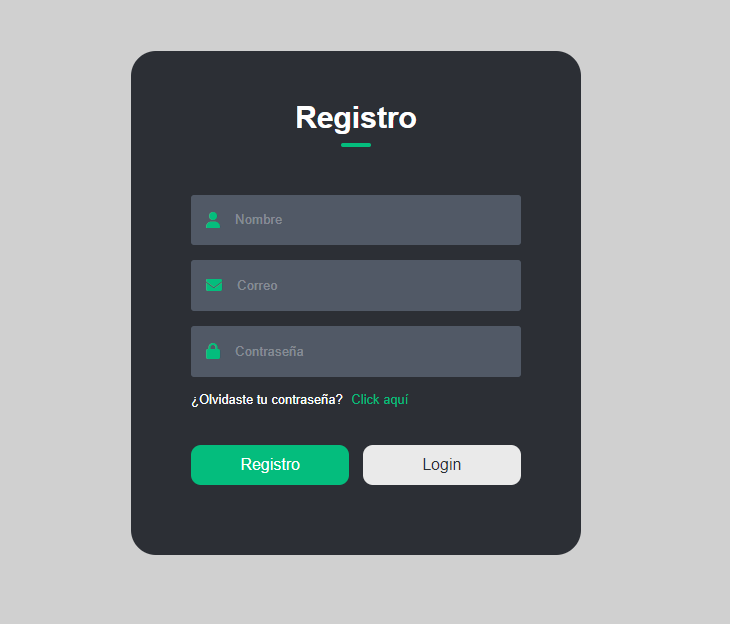 Registro
Nombre
Correo
Contraseña
¿Olvidaste tu contraseña? Click aquí
Registro Login